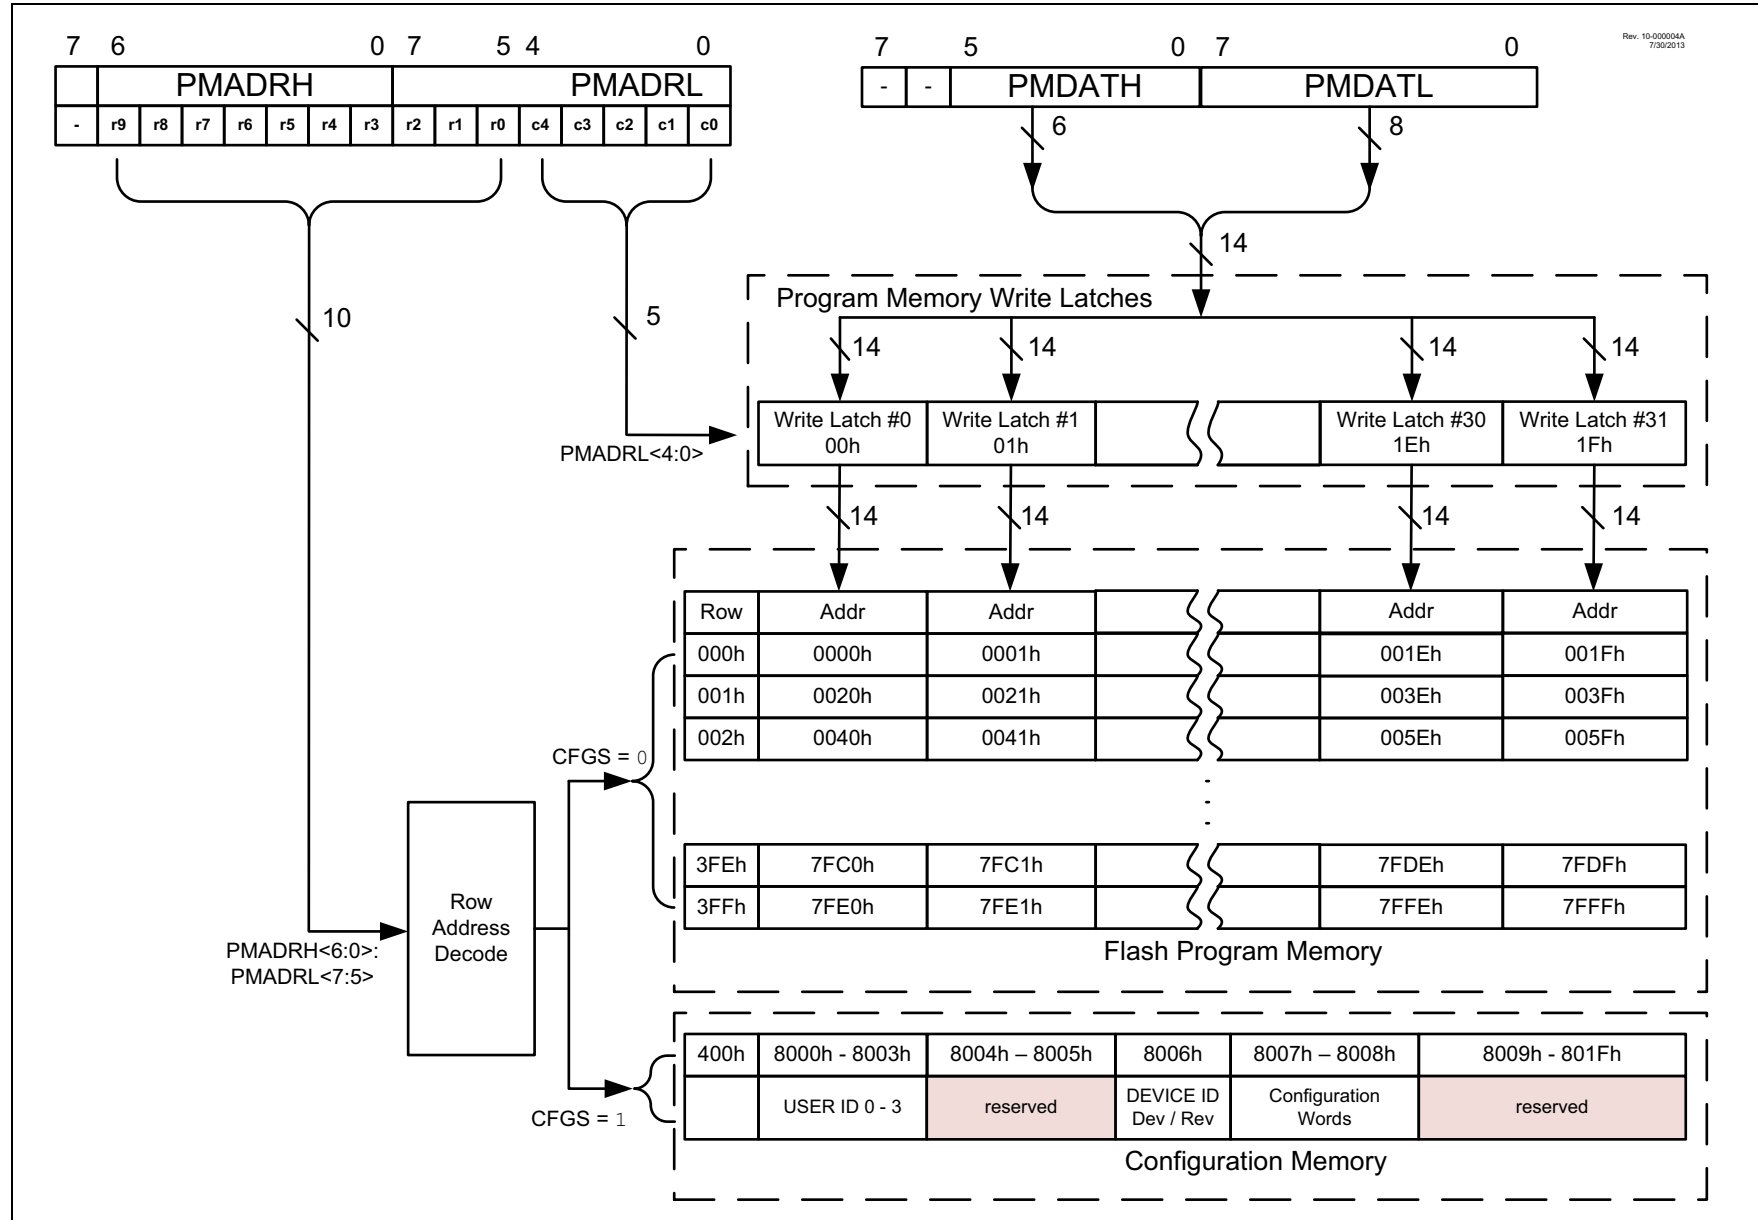 Rev. 10-000004A
7/30/2013
7 6 0 7 5 4 0
7 5 0 7 0
PMADRH PMADRL
- r9 r8 r7 r6 r5 r4 r3 r2 r1 r0 c4 c3 c2 c1 c0
- - PMDATH PMDATL
6 8
14
10 5
Program Memory Write Latches
14 14 14 14
Write Latch #0 Write Latch #1 Write Latch #30 Write Latch #31
00h 01h 1Eh 1Fh
PMADRL<4:0>
14 14 14 14
Row Addr Addr Addr Addr
000h 0000h 0001h 001Eh 001Fh
001h 0020h 0021h 003Eh 003Fh
002h 0040h 0041h 005Eh 005Fh
CFGS = 0
3FEh 7FC0h 7FC1h 7FDEh 7FDFh
3FFh 7FE0h 7FE1h 7FFEh 7FFFh
Flash Program Memory
Row
Address
Decode
PMADRH<6:0>:
PMADRL<7:5>
400h 8000h - 8003h 8004h – 8005h 8006h 8007h – 8008h 8009h - 801Fh
USER ID 0 - 3 reserved DEVICE ID Configuration reserved
Dev / Rev Words
CFGS = 1
Configuration Memory